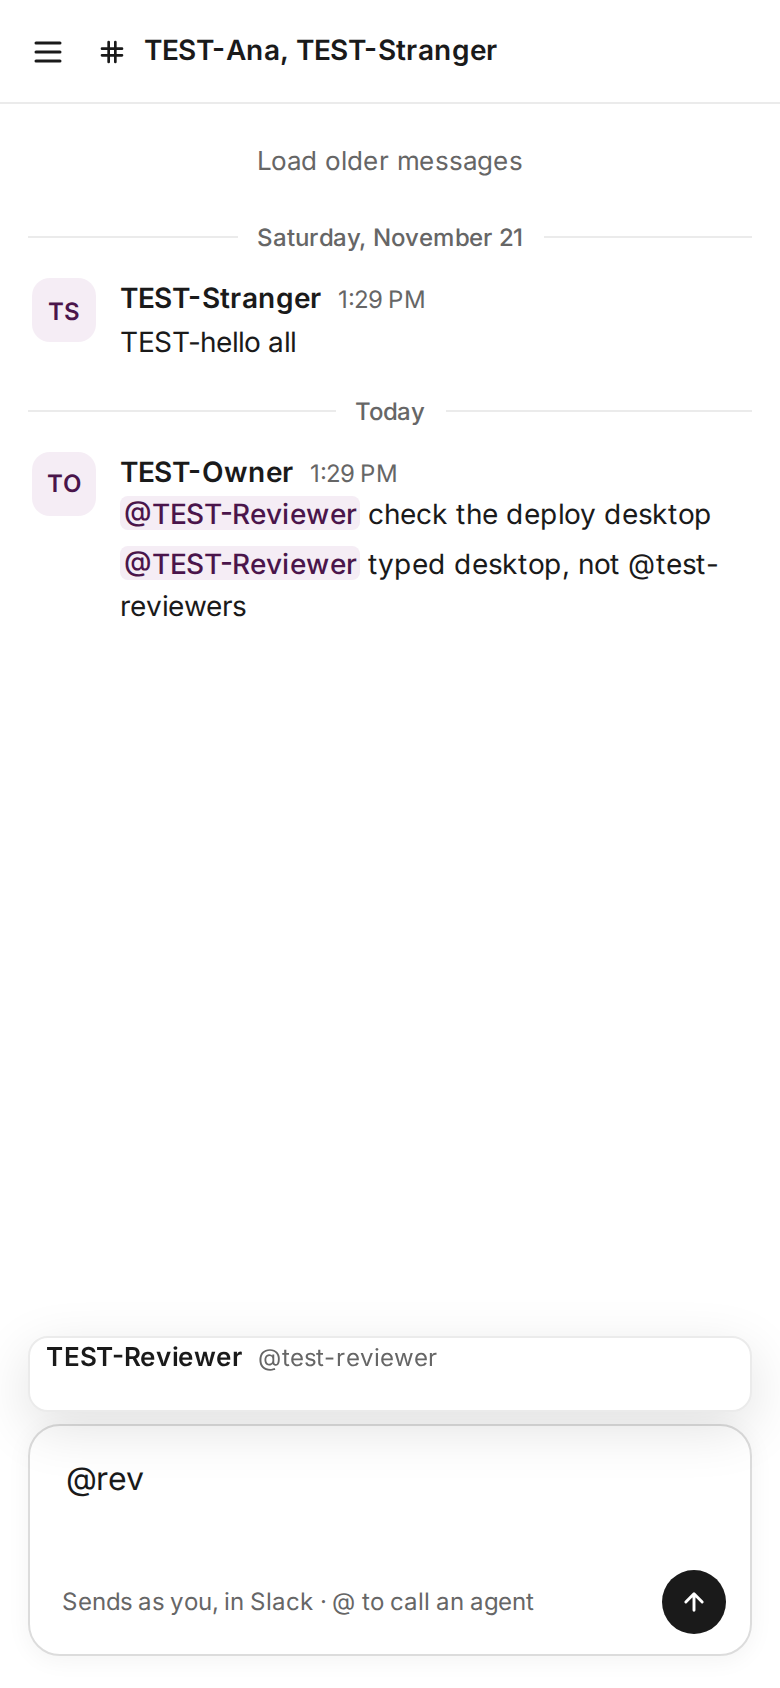 # TEST-Ana, TEST-Stranger
Load older messages
Saturday, November 21
TS
TEST-Stranger 1:29 PM
TEST-hello all
Today
TO
TEST-Owner 1:29 PM
@TEST-Reviewer check the deploy desktop
@TEST-Reviewer typed desktop, not @test-
reviewers
TEST-Reviewer @test-reviewer
@rev
Sends as you, in Slack · @ to call an agent